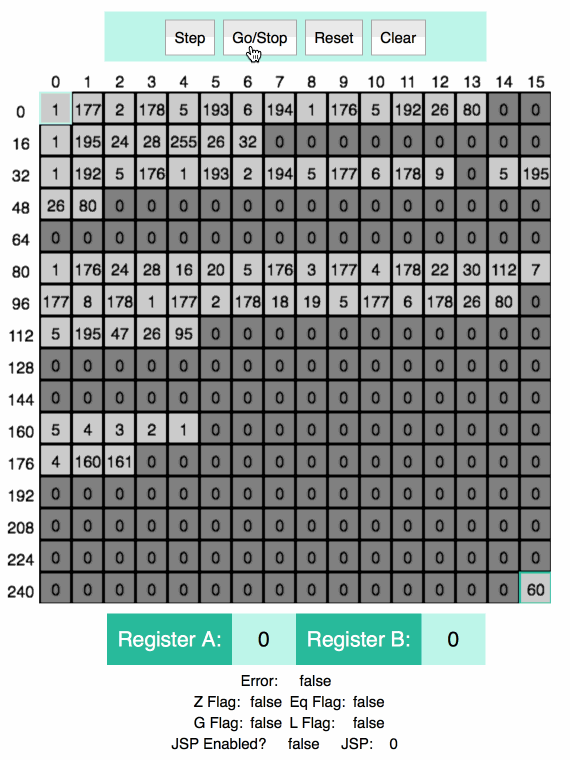 Step Go/Stop Reset Clear
0 1 2 3 4 5 6 7 8 9 10 11 12 13 14 15
0 1 177 2 178 5 193 6 194 1 176 5 192 26 80 0 0
16 1 195 24 28 255 26 32 0 0 0 0 0 0 0 0 0
32 1 192 5 176 1 193 2 194 5 177 6 178 9 0 5 195
48 26 80 0 0 0 0 0 0 0 0 0 0 0 0 0 0
64 0 0 0 0 0 0 0 0 0 0 0 0 0 0 0 0
80 1 176 24 28 16 20 5 176 3 177 4 178 22 30 112 7
96 177 8 178 1 177 2 178 18 19 5 177 6 178 26 80 0
112 5 195 47 26 95 0 0 0 0 0 0 0 0 0 0 0
128 0 0 0 0 0 0 0 0 0 0 0 0 0 0 0 0
144 0 0 0 0 0 0 0 0 0 0 0 0 0 0 0 0
160 5 4 3 2 1 0 0 0 0 0 0 0 0 0 0 0
176 4 160 161 0 0 0 0 0 0 0 0 0 0 0 0 0
192 0 0 0 0 0 0 0 0 0 0 0 0 0 0 0 0
208 0 0 0 0 0 0 0 0 0 0 0 0 0 0 0 0
224 0 0 0 0 0 0 0 0 0 0 0 0 0 0 0 0
240 0 0 0 0 0 0 0 0 0 0 0 0 0 0 0 60
Register A: 0 Register B: 0
Error: false
Z Flag: false Eq Flag: false
G Flag: false L Flag: false
JSP Enabled? false JSP: 0